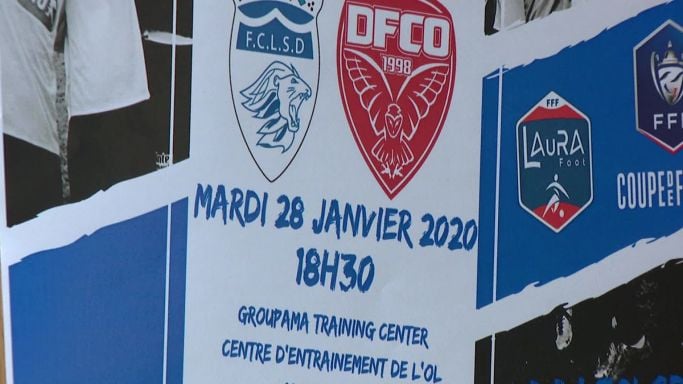 F.C.L.S.D
DFCO
1998
MARDI 28 JANVIER 2020
18H30
GROUPAMA TRAINING CENTER
CENTRE D'ENTRAINEMENT DE L'OL
FFF
LAuRA
Foot
FFF
COUPE DE